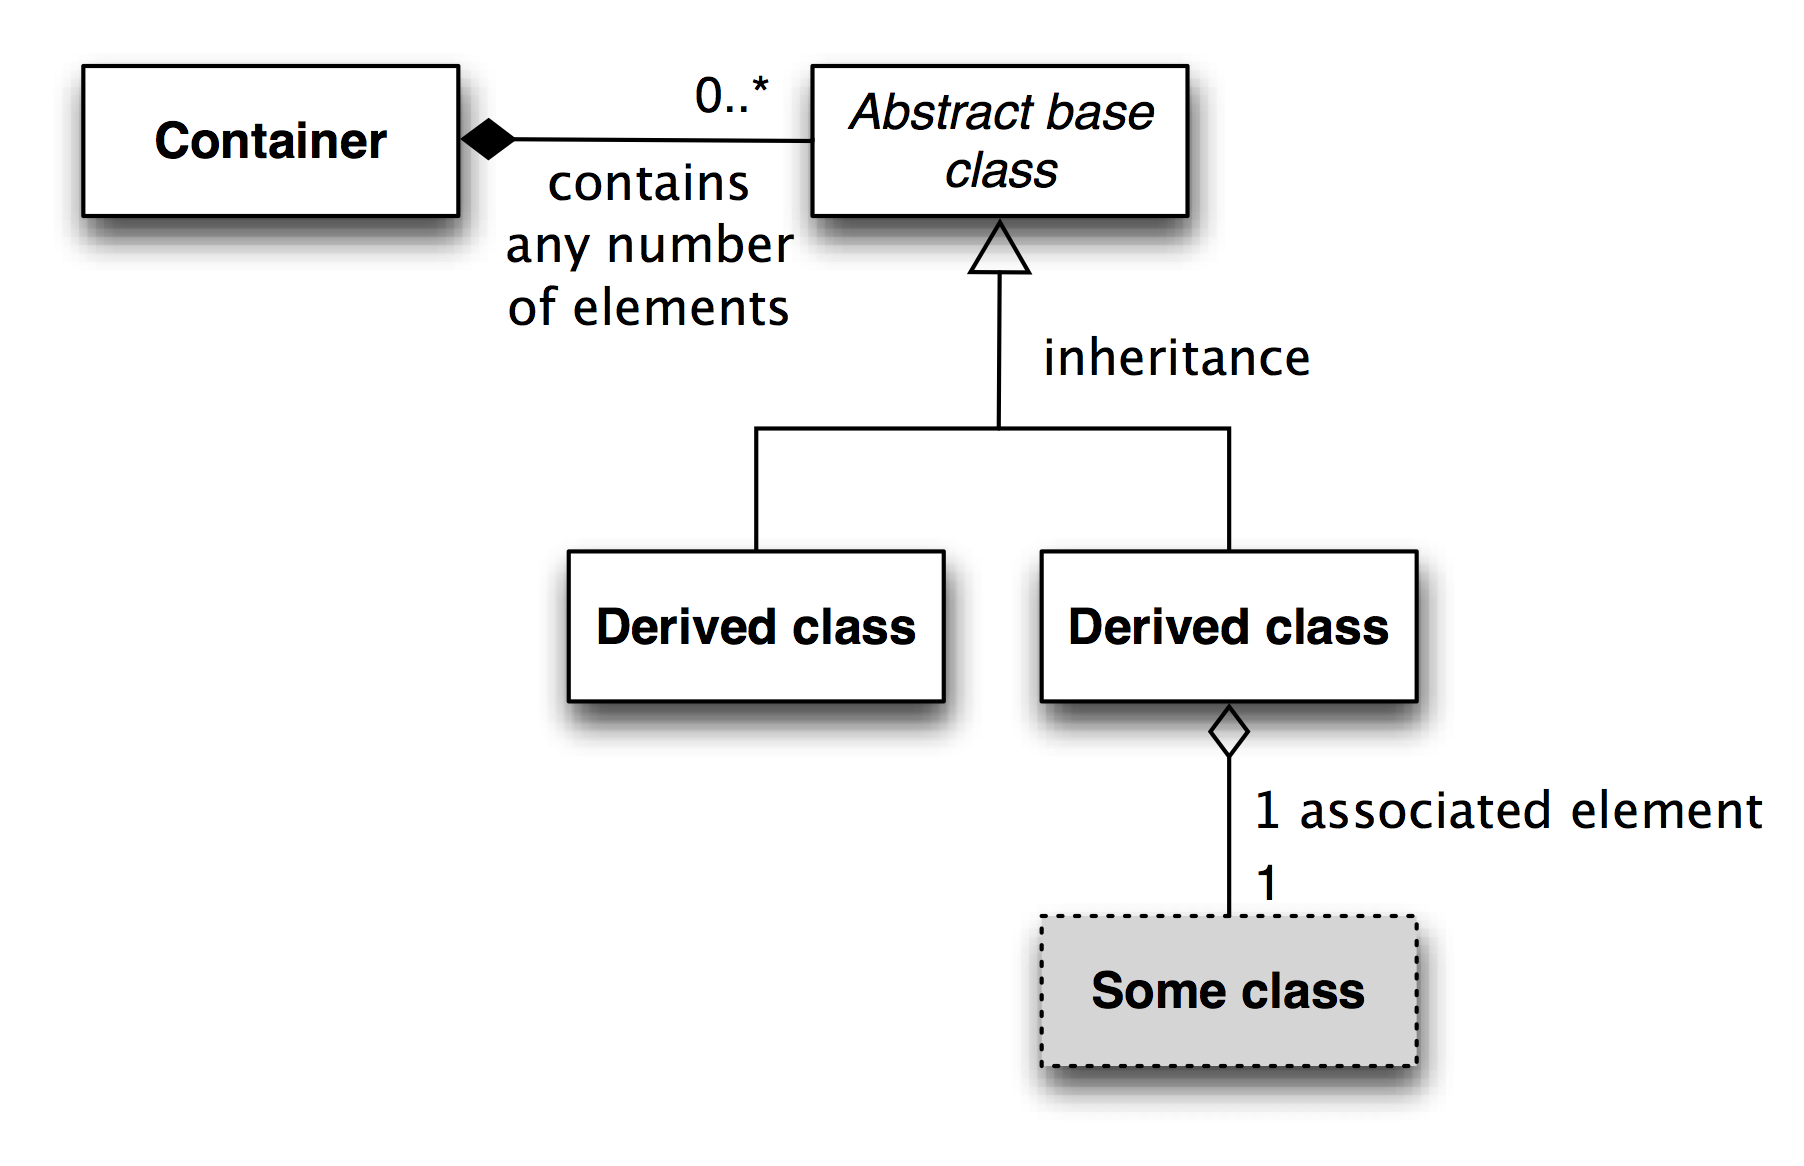 Container
0..*
contains
any number
of elements
Abstract base
class
inheritance
Derived class
Derived class
1 associated element
1
Some class